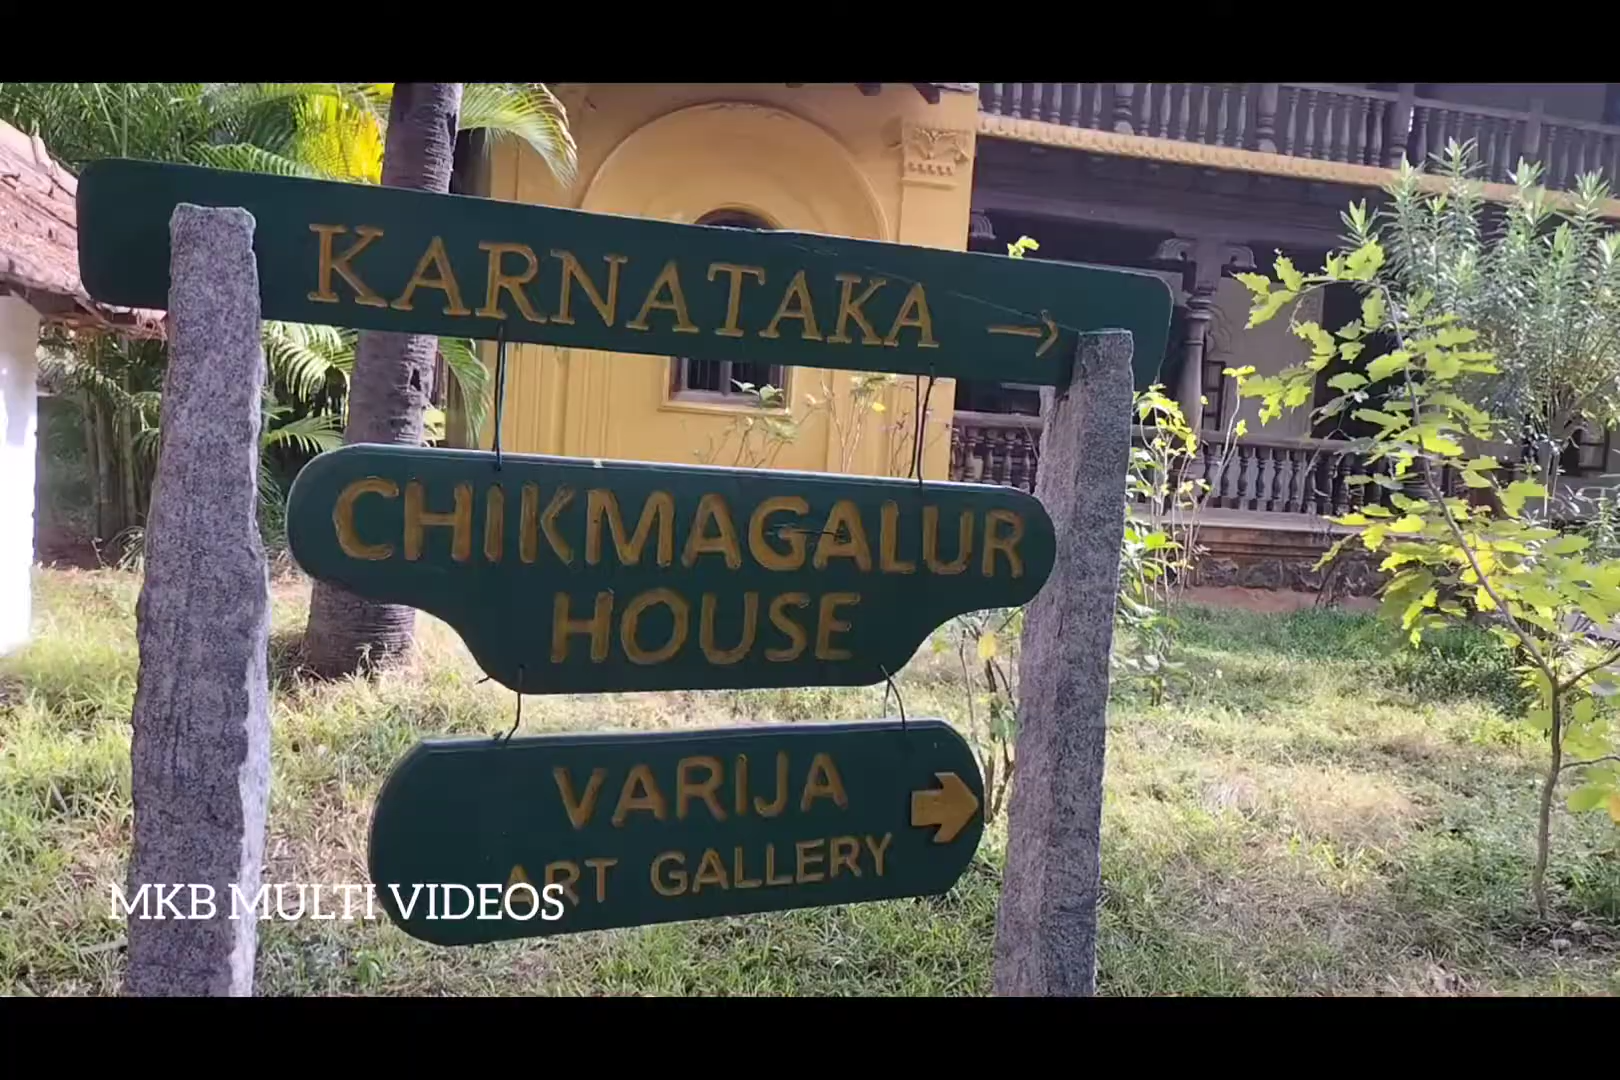 KARNATAKA →
CHIKMAGALUR
HOUSE
VARIJA
ART GALLERY
MKB MULTI VIDEOS